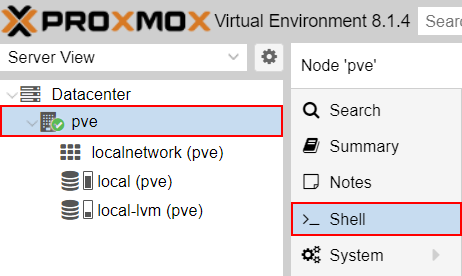 PROXMOX Virtual Environment 8.1.4 Sear
Server View
Node 'pve'
Datacenter
pve
localnetwork (pve)
local (pve)
local-lvm (pve)
Search
Summary
Notes
>_ Shell
System